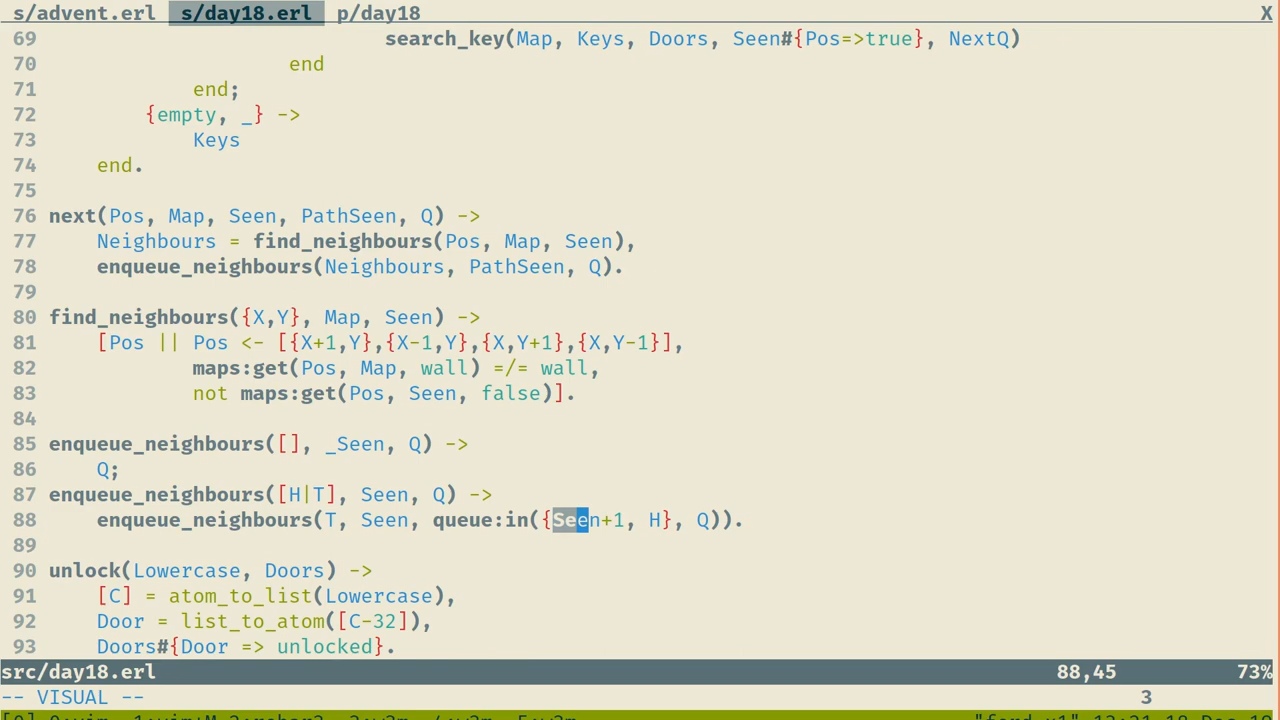 s/advent.erl s/day18.erl p/day18 X
69 search_key(Map, Keys, Doors, Seen#{Pos=>true}, NextQ)
70 end
71 end;
72 {empty, _} ->
73 Keys
74 end.
75
76 next(Pos, Map, Seen, PathSeen, Q) ->
77 Neighbours = find_neighbours(Pos, Map, Seen),
78 enqueue_neighbours(Neighbours, PathSeen, Q).
79
80 find_neighbours({X,Y}, Map, Seen) ->
81 [Pos || Pos <- [{X+1,Y},{X-1,Y},{X,Y+1},{X,Y-1}],
82 maps:get(Pos, Map, wall) =/= wall,
83 not maps:get(Pos, Seen, false)].
84
85 enqueue_neighbours([], _Seen, Q) ->
86 Q;
87 enqueue_neighbours([H|T], Seen, Q) ->
88 enqueue_neighbours(T, Seen, queue:in({Seen+1, H}, Q)).
89
90 unlock(Lowercase, Doors) ->
91 [C] = atom_to_list(Lowercase),
92 Door = list_to_atom([C-32]),
93 Doors#{Door => unlocked}.
src/day18.erl 88,45 73%
-- VISUAL -- 3